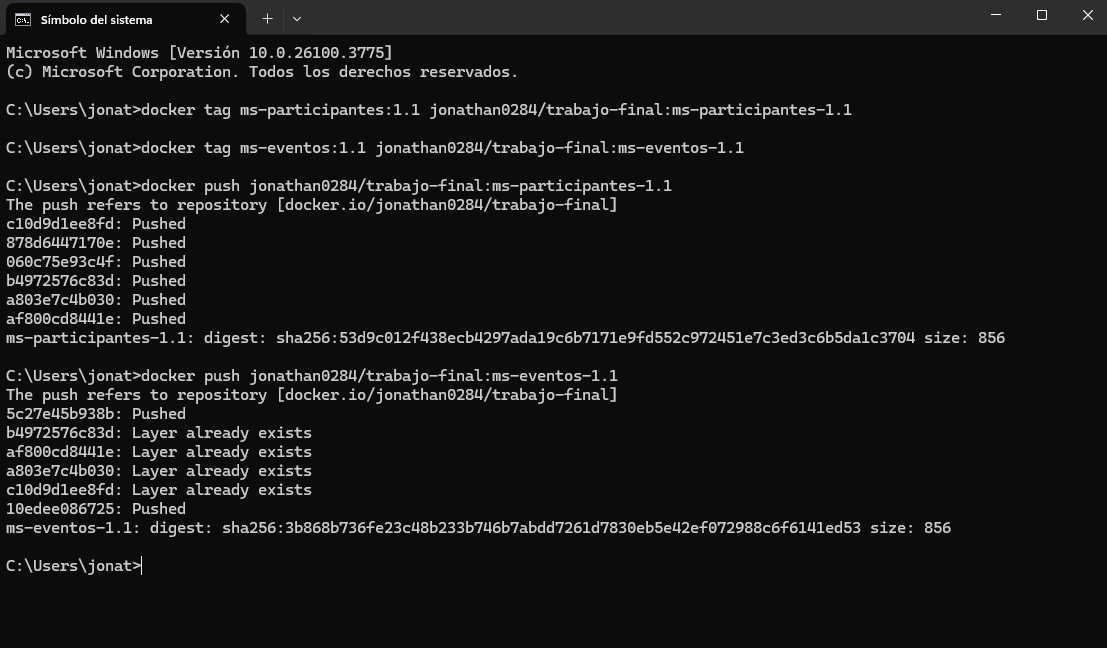 Símbolo del sistema
Microsoft Windows [Versión 10.0.26100.3775]
(c) Microsoft Corporation. Todos los derechos reservados.
C:\Users\jonat>docker tag ms-participantes:1.1 jonathan0284/trabajo-final:ms-participantes-1.1
C:\Users\jonat>docker tag ms-eventos:1.1 jonathan0284/trabajo-final:ms-eventos-1.1
C:\Users\jonat>docker push jonathan0284/trabajo-final:ms-participantes-1.1
The push refers to repository [docker.io/jonathan0284/trabajo-final]
c10d9d1ee8fd: Pushed
878d6447170e: Pushed
060c75e93c4f: Pushed
b4972576c83d: Pushed
a803e7c4b030: Pushed
af800cd8441e: Pushed
ms-participantes-1.1: digest: sha256:53d9c012f438ecb4297ada19c6b7171e9fd552c972451e7c3ed3c6b5da1c3704 size: 856
C:\Users\jonat>docker push jonathan0284/trabajo-final:ms-eventos-1.1
The push refers to repository [docker.io/jonathan0284/trabajo-final]
5c27e45b938b: Pushed
b4972576c83d: Layer already exists
af800cd8441e: Layer already exists
a803e7c4b030: Layer already exists
c10d9d1ee8fd: Layer already exists
10edee086725: Pushed
ms-eventos-1.1: digest: sha256:3b868b736fe23c48b233b746b7abdd7261d7830eb5e42ef072988c6f6141ed53 size: 856
C:\Users\jonat>